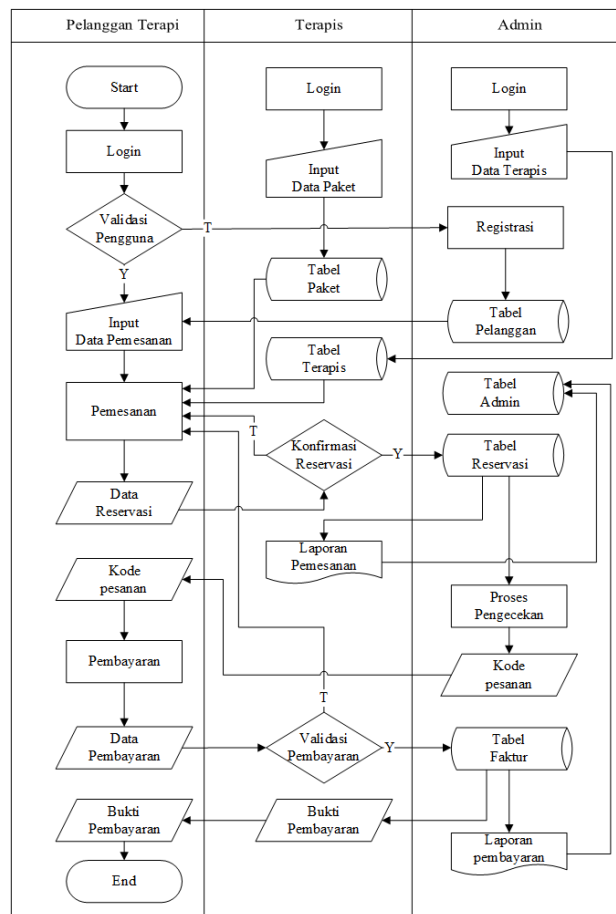 Pelanggan Terapi
Terapis
Admin
Start
Login
Login
Login
Input
Data Paket
Input
Data Terapis
Validasi
Pengguna
T
Registrasi
Y
Tabel
Paket
Input
Data Pemesanan
Tabel
Pelanggan
Tabel
Terapis
Tabel
Admin
Pemesanan
T
Konfirmasi
Reservasi
Y
Tabel
Reservasi
Data
Reservasi
Laporan
Pemesanan
Kode
pesanan
Proses
Pengecekan
Pembayaran
Kode
pesanan
T
Data
Pembayaran
Validasi
Pembayaran
Y
Tabel
Faktur
Bukti
Pembayaran
Bukti
Pembayaran
Laporan
pembayaran
End